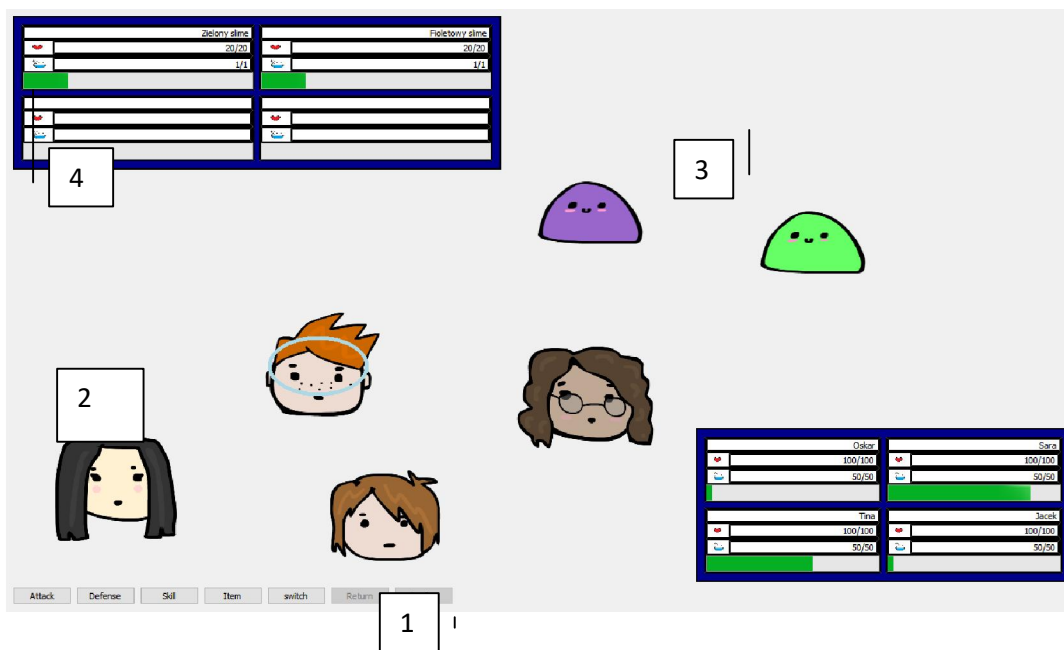 Zielony slime
Fioletowy slime
20/20
20/20
1/1
1/1
4
3
2
Oskar
Sara
100/100
100/100
50/50
50/50
Tina
Jacek
100/100
100/100
50/50
50/50
Attack
Defense
Skill
Item
switch
Return
1